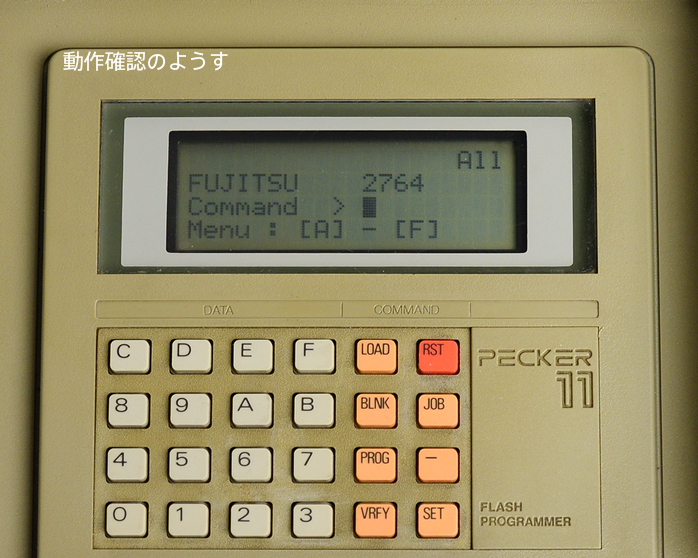 動作確認のようす
All
FUJITSU 2764
Command >
Menu : [A] - [F]
DATA COMMAND
C D E F LOAD RST
PECKER
11
8 9 A B BLNK JOB
4 5 6 7 PROG -
0 1 2 3 VRFY SET
FLASH
PROGRAMMER